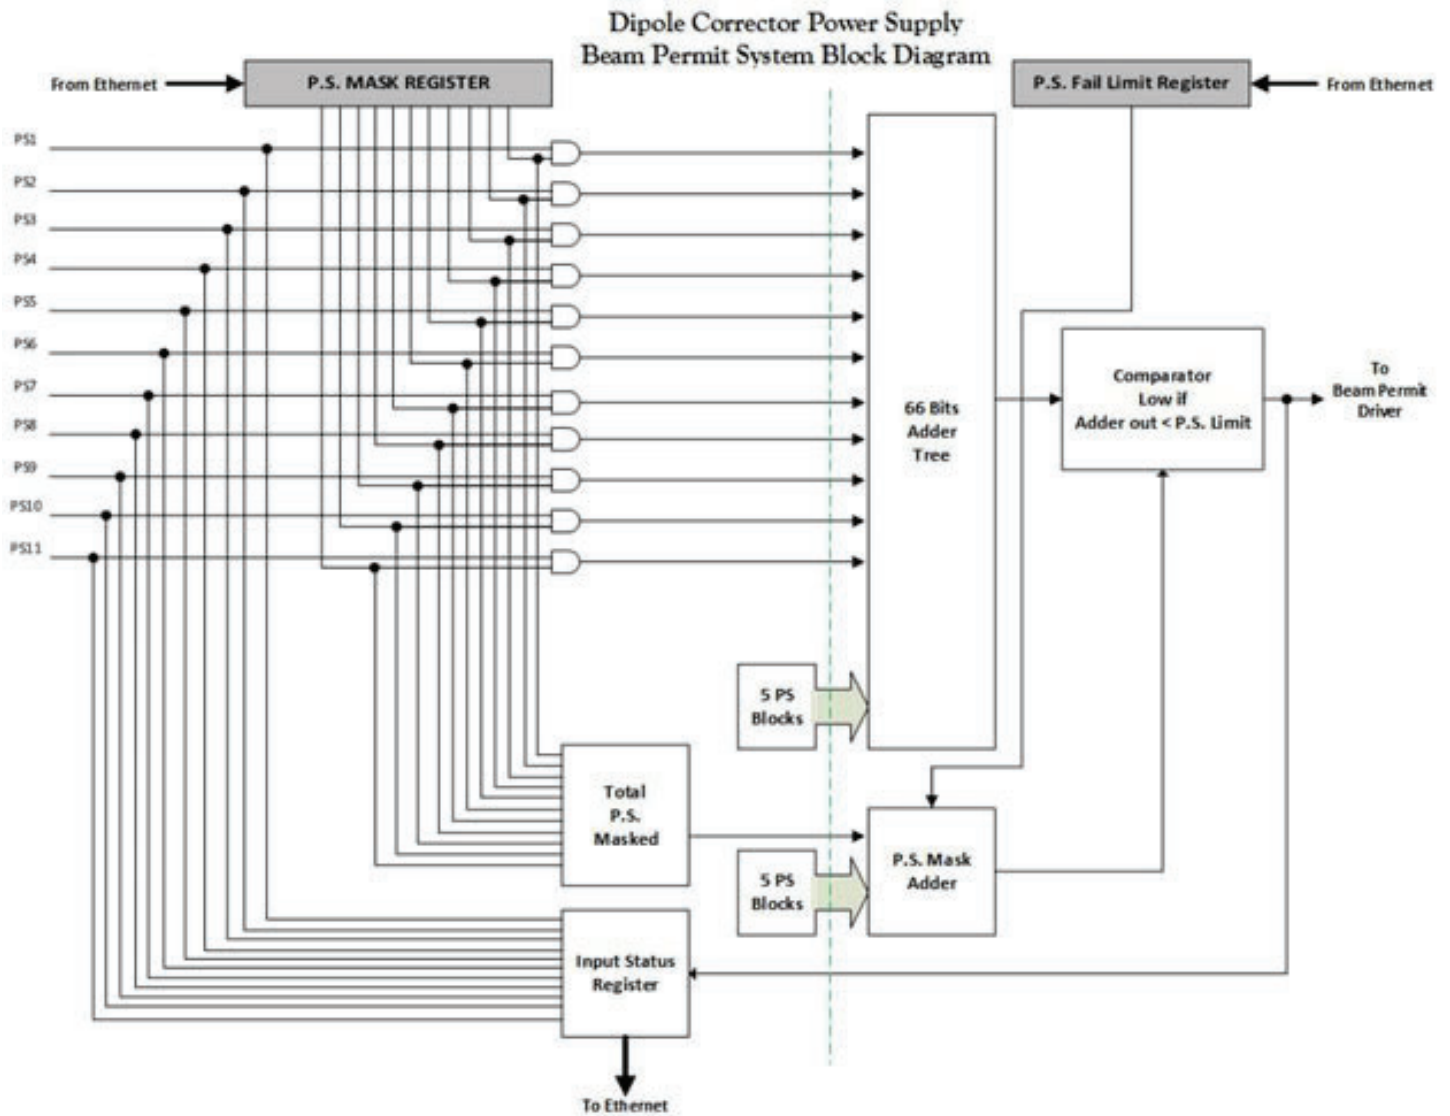 Dipole Corrector Power Supply
Beam Permit System Block Diagram
From Ethernet
P.S. MASK REGISTER
P.S. Fail Limit Register
From Ethernet
PS1
PS2
PS3
PS4
PS5
PS6
PS7
PS8
PS9
PS10
PS11
66 Bits
Adder
Tree
Comparator
Low if
Adder out < P.S. Limit
To
Beam Permit
Driver
5 PS
Blocks
Total
P.S.
Masked
5 PS
Blocks
P.S. Mask
Adder
Input Status
Register
To Ethernet